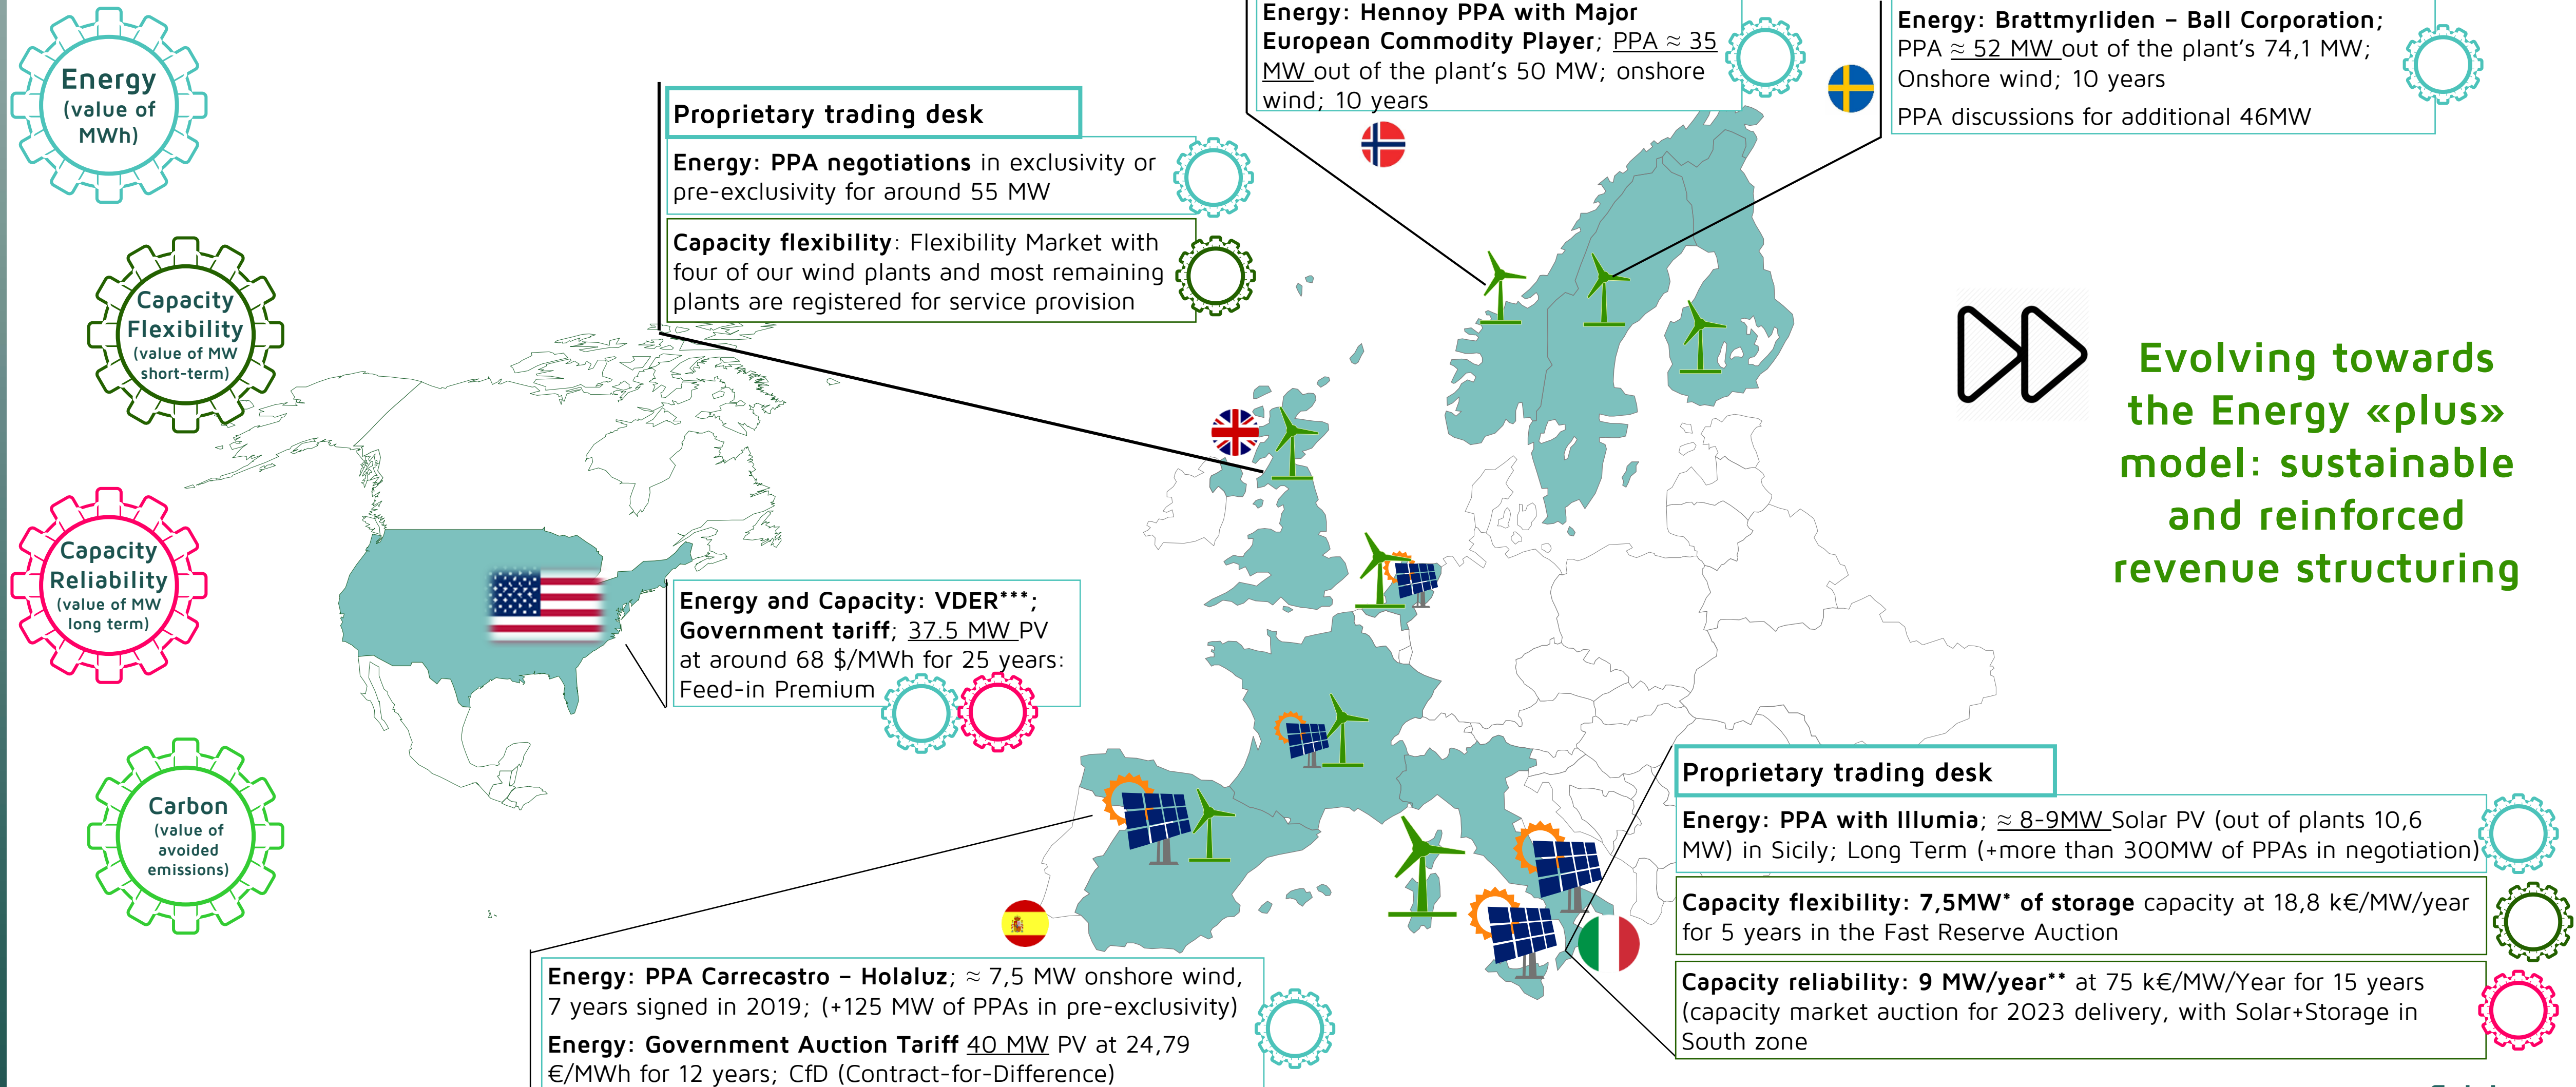 Energy
(value of
MWh)
Capacity
Flexibility
(value of MW
short-term)
Capacity
Reliability
(value of MW
long term)
Carbon
(value of
avoided
emissions)
Proprietary trading desk
Energy: PPA negotiations in exclusivity or
pre-exclusivity for around 55 MW
Capacity flexibility: Flexibility Market with
four of our wind plants and most remaining
plants are registered for service provision
Energy: Hennoy PPA with Major
European Commodity Player; PPA ≈ 35
MW out of the plant's 50 MW; onshore
wind; 10 years
Energy: Brattmyrliden – Ball Corporation;
PPA ≈ 52 MW out of the plant's 74,1 MW;
Onshore wind; 10 years
PPA discussions for additional 46MW
Evolving towards
the Energy «plus»
model: sustainable
and reinforced
revenue structuring
Energy and Capacity: VDER***;
Government tariff; 37.5 MW PV
at around 68 $/MWh for 25 years:
Feed-in Premium
Proprietary trading desk
Energy: PPA with Illumia; ≈ 8-9MW Solar PV (out of plants 10,6
MW) in Sicily; Long Term (+more than 300MW of PPAs in negotiation)
Capacity flexibility: 7,5MW* of storage capacity at 18,8 k€/MW/year
for 5 years in the Fast Reserve Auction
Capacity reliability: 9 MW/year** at 75 k€/MW/Year for 15 years
(capacity market auction for 2023 delivery, with Solar+Storage in
South zone
Energy: PPA Carrecastro – Holaluz; ≈ 7,5 MW onshore wind,
7 years signed in 2019; (+125 MW of PPAs in pre-exclusivity)
Energy: Government Auction Tariff 40 MW PV at 24,79
€/MWh for 12 years; CfD (Contract-for-Difference)